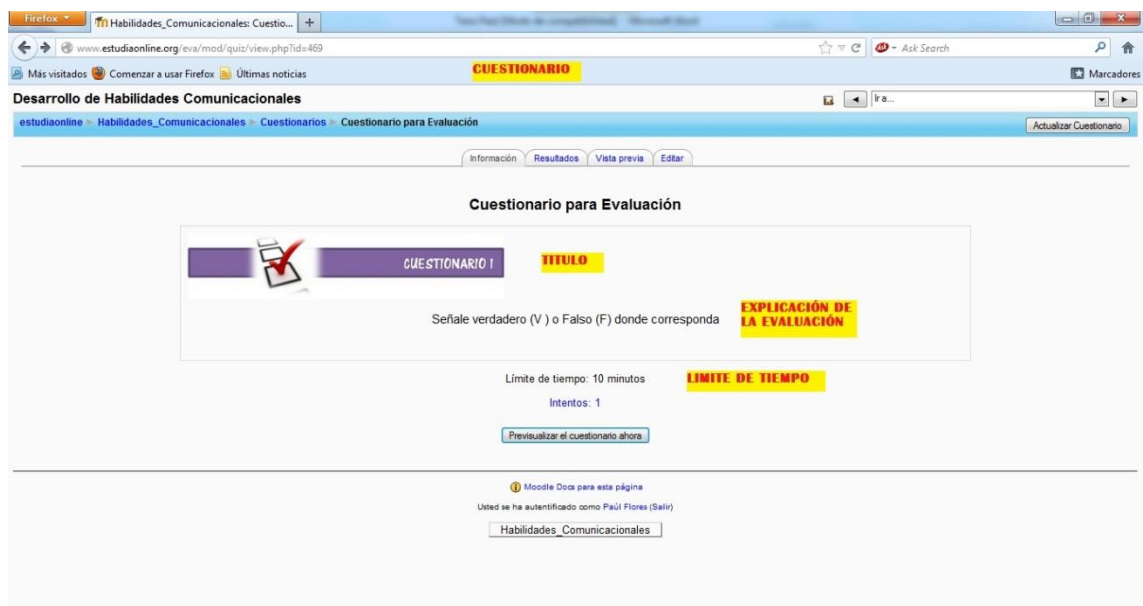 Firefox
Habilidades_Comunicacionales: Cuestio...
www.estudiaonline.org/eva/mod/quiz/view.php?id=469
Ask Search
Más visitados Comenzar a usar Firefox Últimas noticias
CUESTIONARIO
Marcadores
Desarrollo de Habilidades Comunicacionales
Ir a...
estudiaonline Habilidades_Comunicacionales Cuestionarios Cuestionario para Evaluación
Actualizar Cuestionario
Información Resultados Vista previa Editar
Cuestionario para Evaluación
CUESTIONARIO 1
TITULO
Señale verdadero (V ) o Falso (F) donde corresponda
EXPLICACIÓN DE
LA EVALUACIÓN
Límite de tiempo: 10 minutos
LIMITE DE TIEMPO
Intentos: 1
Previsualizar el cuestionario ahora
Moodle Docs para esta página
Usted se ha autentificado como Paúl Flores (Salir)
Habilidades_Comunicacionales